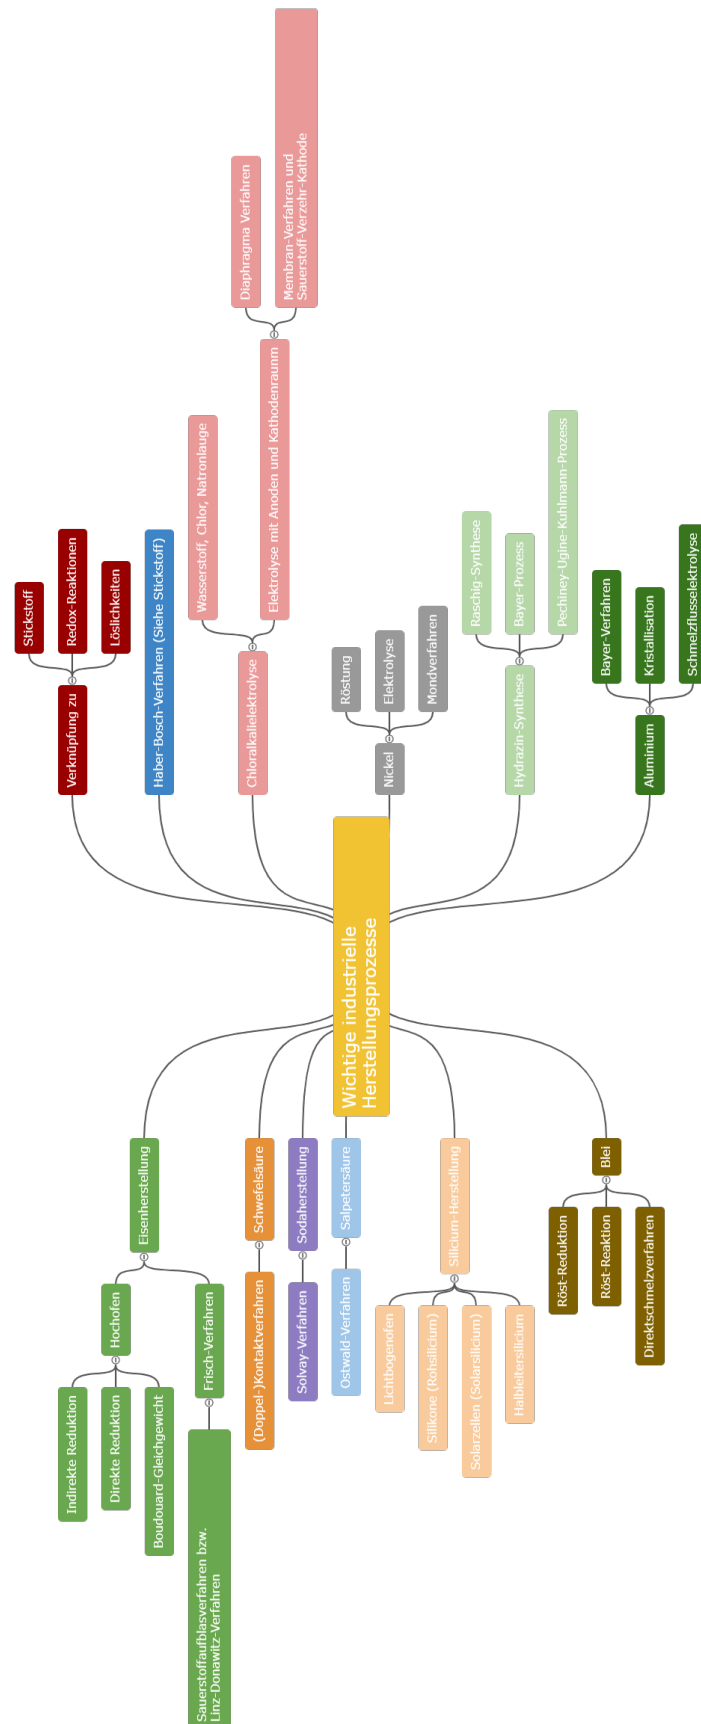 Wichtige industrielle
Herstellungsprozesse
Verknüpfung zu
Stickstoff
Redox-Reaktionen
Löslichkeiten
Haber-Bosch-Verfahren (Siehe Stickstoff)
Chloralkalielektrolyse
Wasserstoff, Chlor, Natronlauge
Elektrolyse mit Anoden und Kathodenraunm
Diaphragma Verfahren
Membran-Verfahren und
Sauerstoff-Verzehr-Kathode
Nickel
Röstung
Elektrolyse
Mondverfahren
Hydrazin-Synthese
Raschig-Synthese
Bayer-Prozess
Pechiney-Ugine-Kuhlmann-Prozess
Aluminium
Bayer-Verfahren
Kristallisation
Schmelzflusselektrolyse
Eisenherstellung
Hochofen
Indirekte Reduktion
Direkte Reduktion
Boudouard-Gleichgewicht
Frisch-Verfahren
Sauerstoffaufblasverfahren bzw.
Linz-Donawitz-Verfahren
Schwefelsäure
(Doppel-)Kontaktverfahren
Sodaherstellung
Solvay-Verfahren
Salpetersäure
Ostwald-Verfahren
Silicium-Herstellung
Lichtbogenofen
Silikone (Rohsilicium)
Solarzellen (Solarsilicium)
Halbleitersilicium
Blei
Röst-Reduktion
Röst-Reaktion
Direktschmelzverfahren